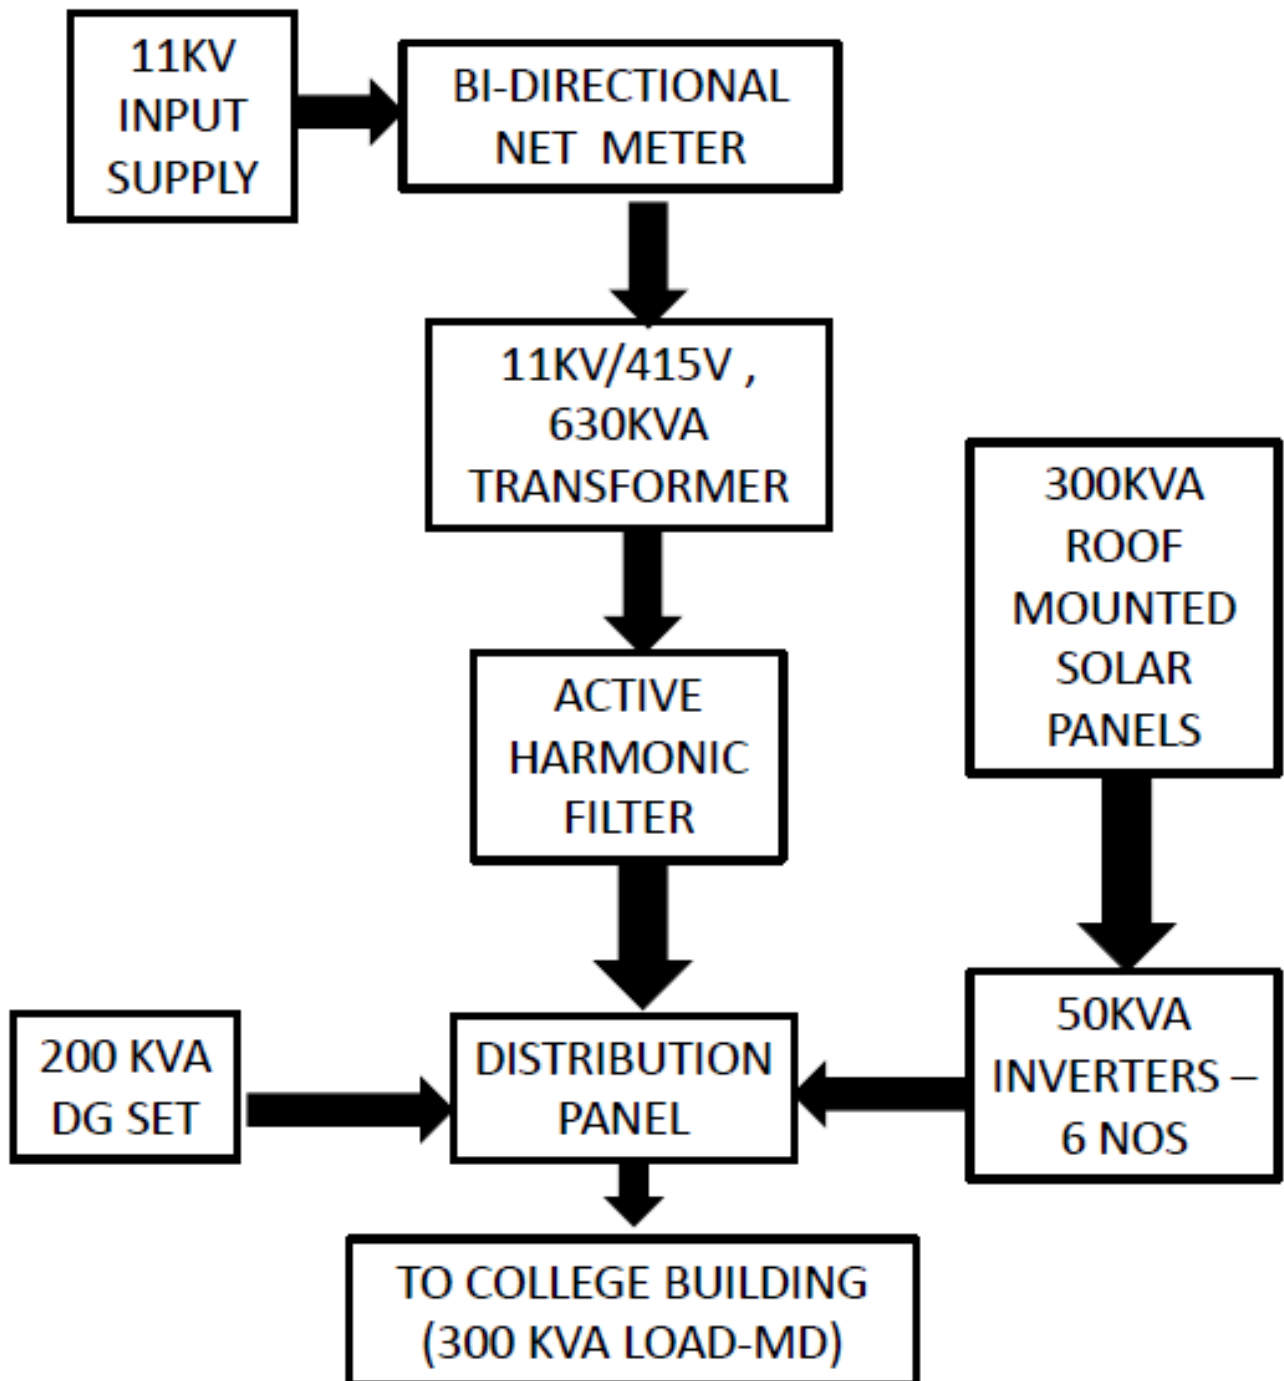 11KV
INPUT
SUPPLY
BI-DIRECTIONAL
NET METER
11KV/415V ,
630KVA
TRANSFORMER
300KVA
ROOF
MOUNTED
SOLAR
PANELS
ACTIVE
HARMONIC
FILTER
200 KVA
DG SET
DISTRIBUTION
PANEL
50KVA
INVERTERS –
6 NOS
TO COLLEGE BUILDING
(300 KVA LOAD-MD)